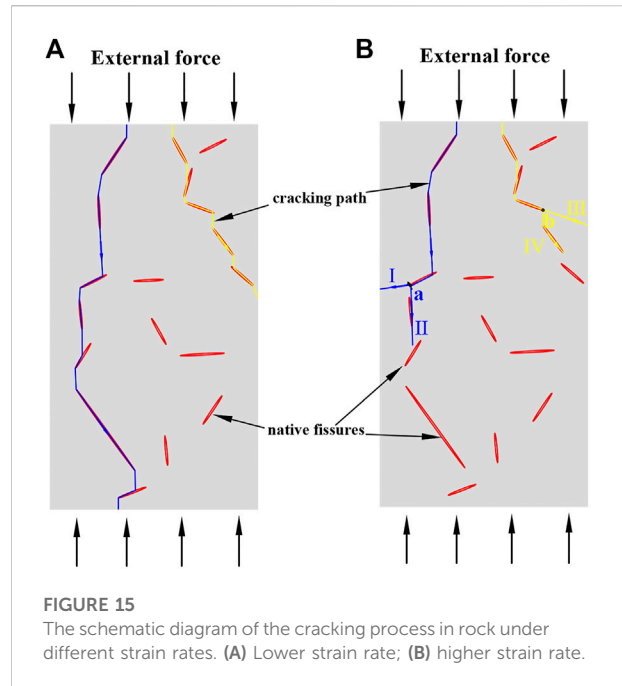 A
B
External force
External force
cracking path
III
b
IV
I
a
II
native fissures
FIGURE 15
The schematic diagram of the cracking process in rock under
different strain rates. (A) Lower strain rate; (B) higher strain rate.